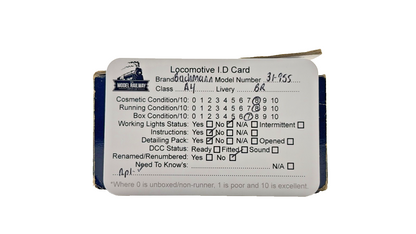 Locomotive I.D Card
MODEL RAILWAY
Brand Bachmann Model Number 31-955
Class A4 Livery BR
Cosmetic Condition/10: 0 1 2 3 4 5 6 7 8 9 10
Running Condition/10: 0 1 2 3 4 5 6 7 8 9 10
Box Condition/10: 0 1 2 3 4 5 6 7 8 9 10
Working Lights Status: Yes No N/A Intermittent
Instructions: Yes No N/A
Detailing Pack: Yes No N/A Opened
DCC Status: Ready Fitted Sound
Renamed/Renumbered: Yes No
Need To Know's: N/A
*Where 0 is unboxed/non-runner. 1 is poor and 10 is excellent